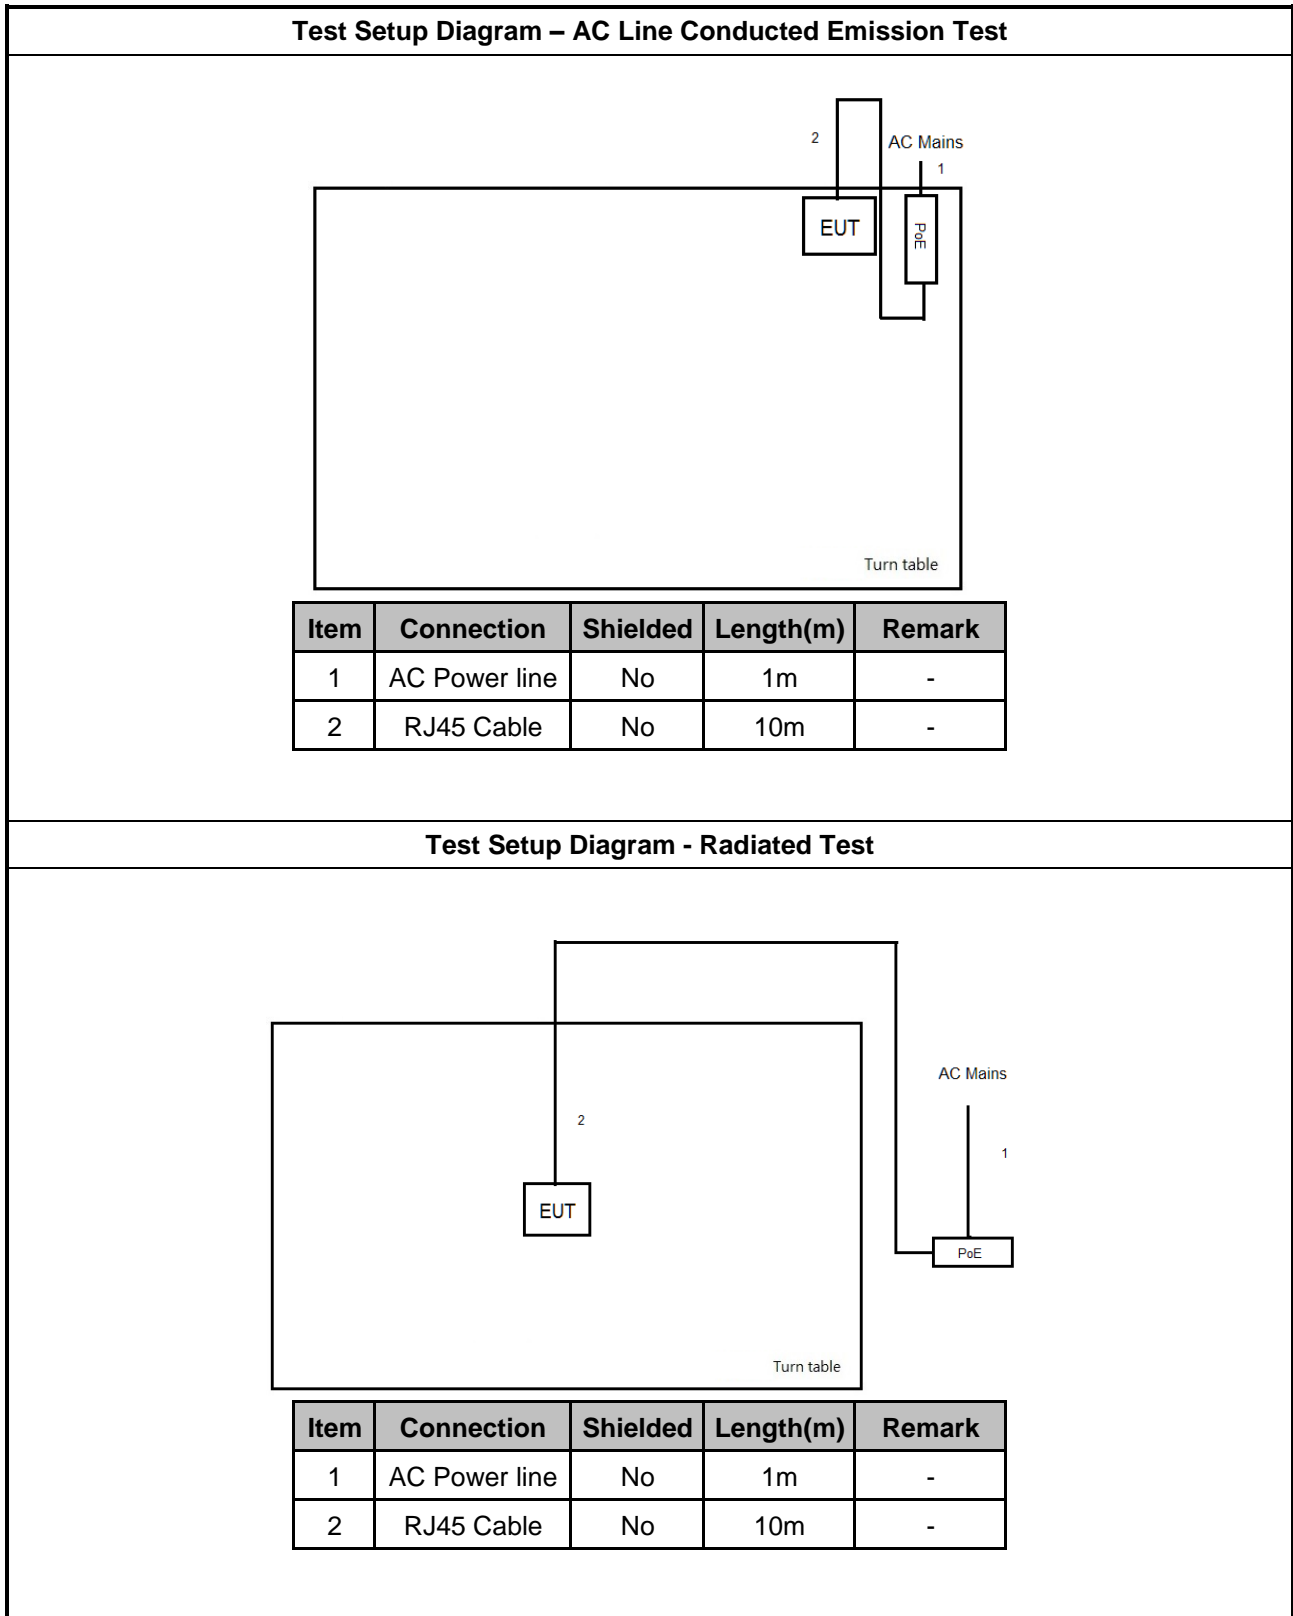 Test Setup Diagram – AC Line Conducted Emission Test
2
AC Mains
1
EUT
PoE
Turn table
Item Connection Shielded Length(m) Remark
1 AC Power line No 1m -
2 RJ45 Cable No 10m -
Test Setup Diagram - Radiated Test
AC Mains
2
1
EUT
PoE
Turn table
Item Connection Shielded Length(m) Remark
1 AC Power line No 1m -
2 RJ45 Cable No 10m -